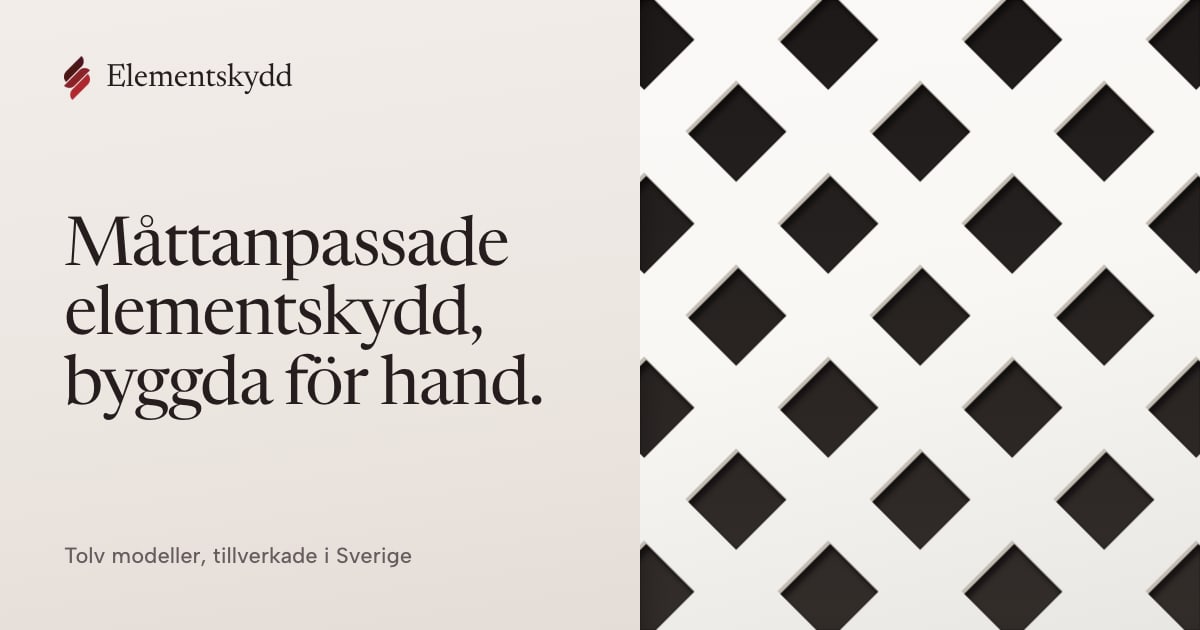 Elementskydd
Måttanpassade
elementskydd,
byggda för hand.
Tolv modeller, tillverkade i Sverige